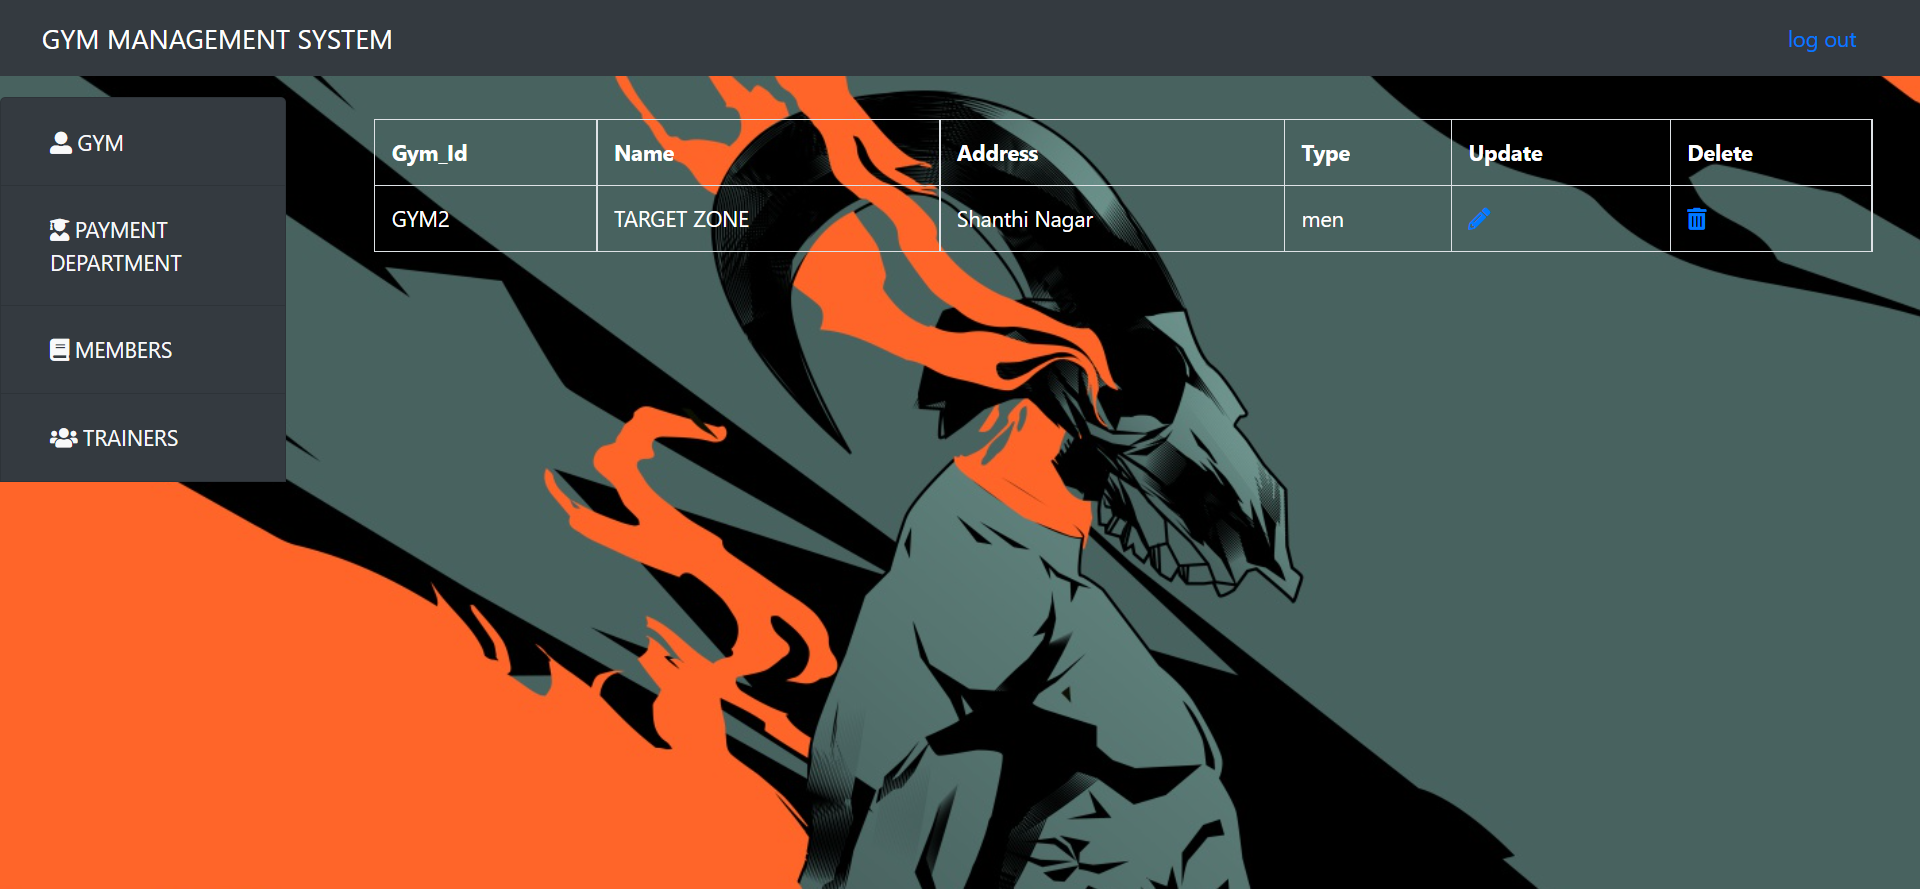 GYM MANAGEMENT SYSTEM
log out
GYM
PAYMENT
DEPARTMENT
MEMBERS
TRAINERS
Gym_Id Name Address Type Update Delete
GYM2 TARGET ZONE Shanthi Nagar men